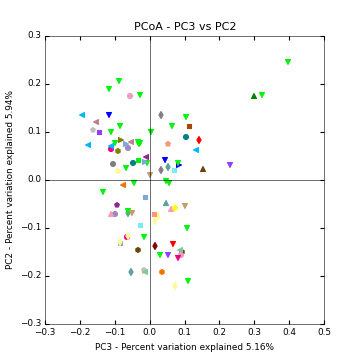 PCoA - PC3 vs PC2
PC2 - Percent variation explained 5.94%
0.3
0.2
0.1
0.0
−0.1
−0.2
−0.3
−0.3 −0.2 −0.1 0.0 0.1 0.2 0.3 0.4 0.5
PC3 - Percent variation explained 5.16%